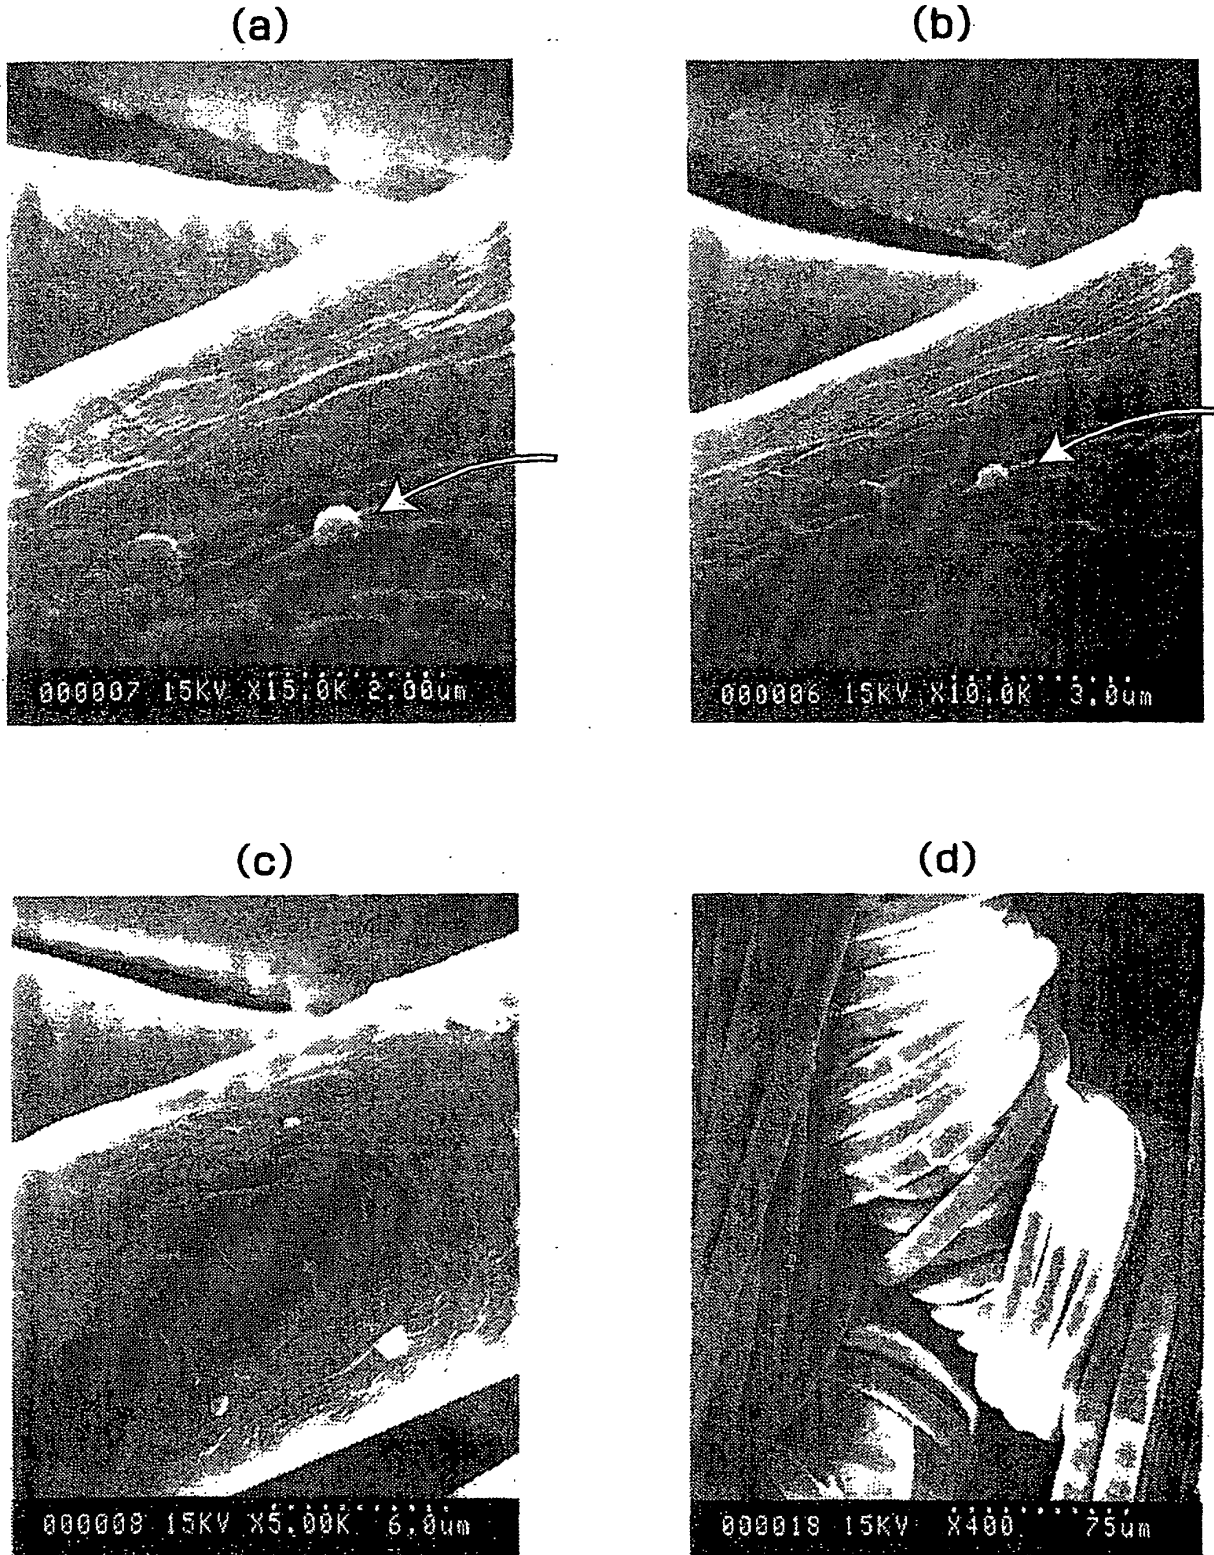 (a)
(b)
000007 15KV X15.0K 2.00um
000006 15KV X10.0K 3.0um
(c)
(d)
000008 15KV X5.00K 6.0um
000018 15KV X400 75um